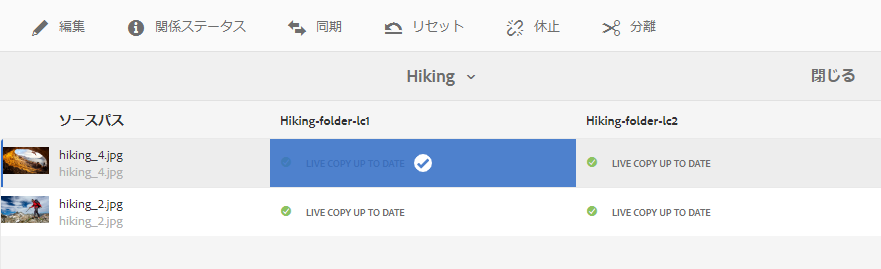 編集 関係ステータス 同期 リセット 休止 分離
Hiking 閉じる
ソースパス Hiking-folder-lc1 Hiking-folder-lc2
hiking_4.jpg LIVE COPY UP TO DATE LIVE COPY UP TO DATE
hiking_4.jpg
hiking_2.jpg LIVE COPY UP TO DATE LIVE COPY UP TO DATE
hiking_2.jpg